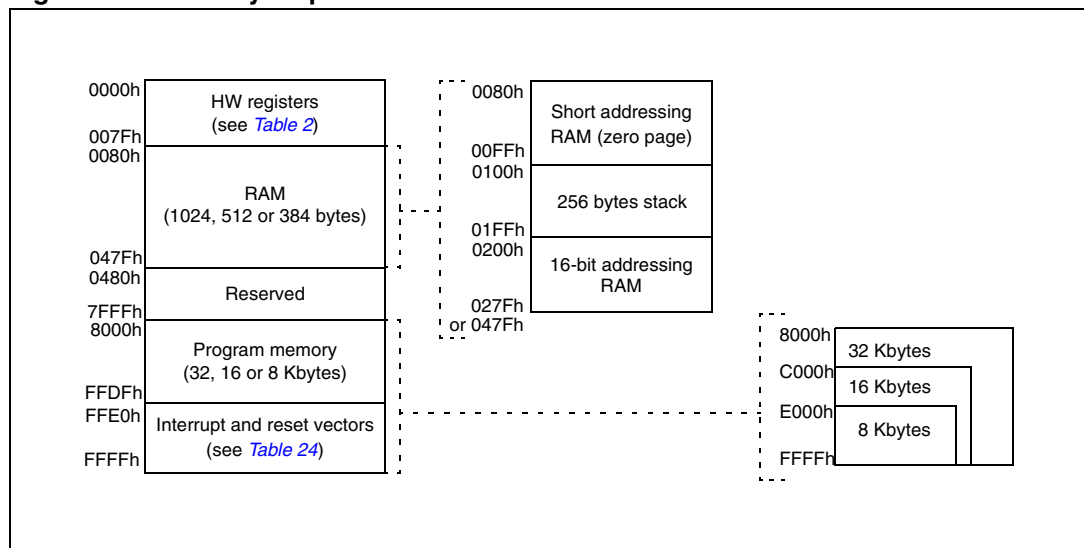 0000h
HW registers
(see Table 2)
007Fh
0080h
RAM
(1024, 512 or 384 bytes)
047Fh
0480h
Reserved
7FFFh
8000h
Program memory
(32, 16 or 8 Kbytes)
FFDFh
FFE0h
Interrupt and reset vectors
(see Table 24)
FFFFh
0080h
Short addressing
RAM (zero page)
00FFh
0100h
256 bytes stack
01FFh
0200h
16-bit addressing
RAM
027Fh
or 047Fh
8000h
32 Kbytes
C000h
16 Kbytes
E000h
8 Kbytes
FFFFh